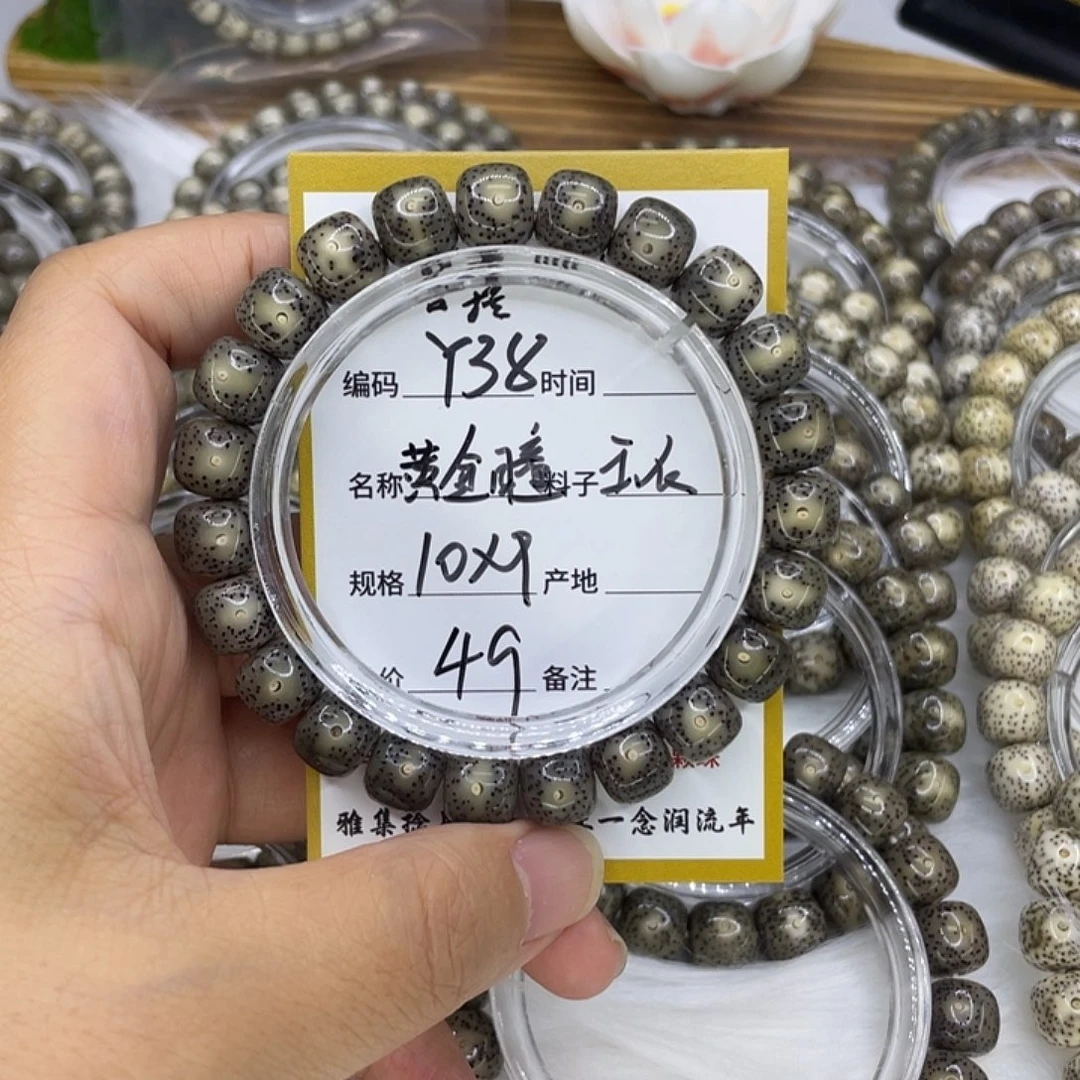 编码 Y38 时间
名称 黄金瞳 料子 玉化
规格 10X9 产地
价 49 备注
雅集 一念润流年